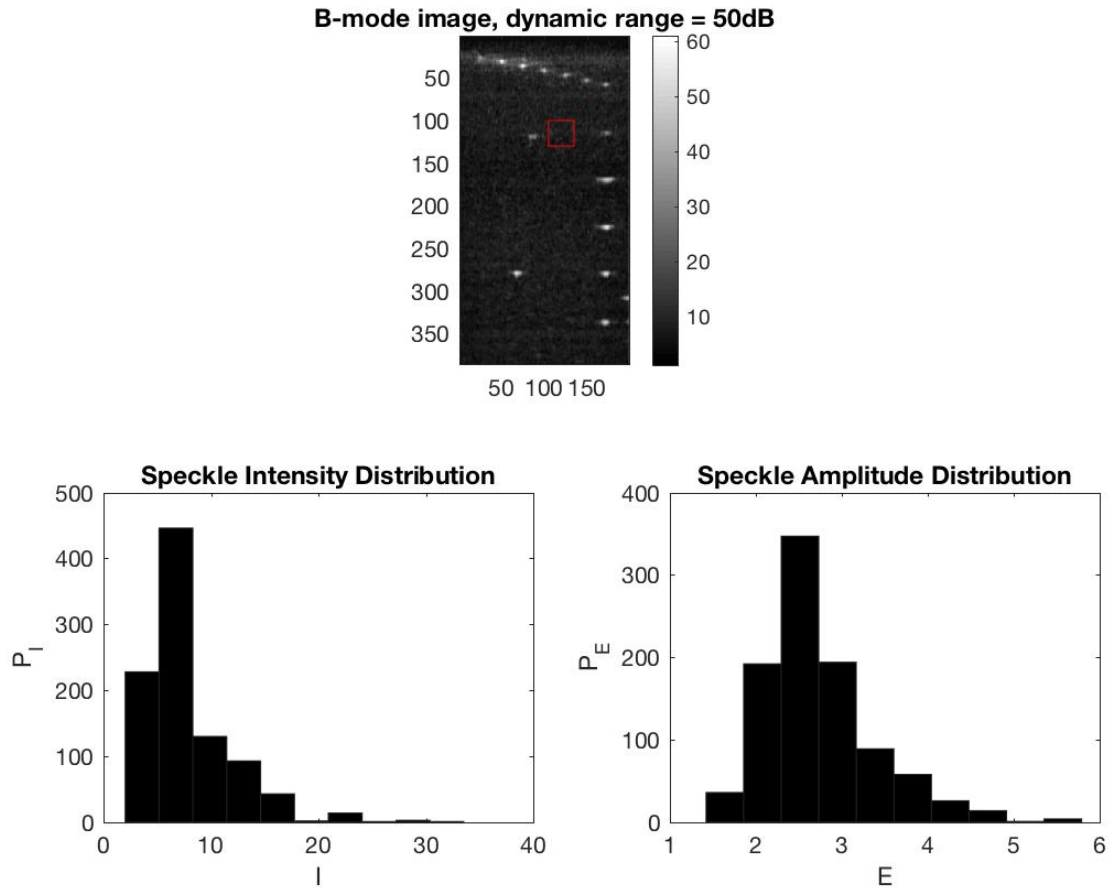 B-mode image, dynamic range = 50dB
50
100
150
200
250
300
350
50 100 150
60
50
40
30
20
10
Speckle Intensity Distribution
500
400
300
200
100
0
P_I
0 10 20 30 40
I
Speckle Amplitude Distribution
400
300
200
100
0
P_E
1 2 3 4 5 6
E